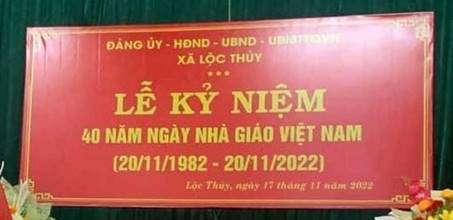 ĐẢNG ỦY - HĐND - UBND - UBMTTQVN
XÃ LỘC THỦY
***
LỄ KỶ NIỆM
40 NĂM NGÀY NHÀ GIÁO VIỆT NAM
(20/11/1982 - 20/11/2022)
Lộc Thủy, ngày 17 tháng 11 năm 2022